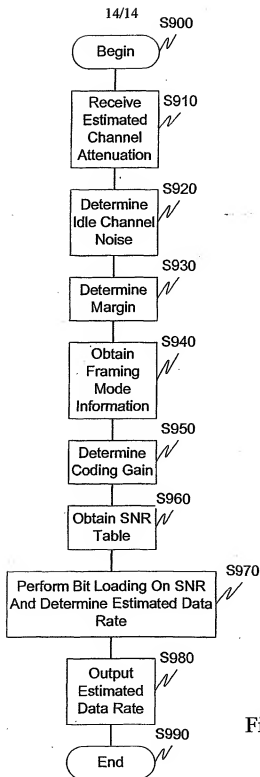 14/14
S900
Begin
S910
Receive
Estimated
Channel
Attenuation
S920
Determine
Idle Channel
Noise
S930
Determine
Margin
S940
Obtain
Framing
Mode
Information
S950
Determine
Coding Gain
S960
Obtain SNR
Table
S970
Perform Bit Loading On SNR
And Determine Estimated Data
Rate
S980
Output
Estimated
Data Rate
S990
End